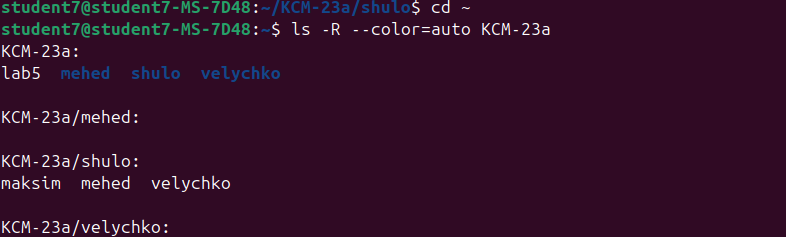 student7@student7-MS-7D48:~/KCM-23a/shulo$ cd ~
student7@student7-MS-7D48:~$ ls -R --color=auto KCM-23a
KCM-23a:
lab5  mehed  shulo  velychko
KCM-23a/mehed:
KCM-23a/shulo:
maksim  mehed  velychko
KCM-23a/velychko: